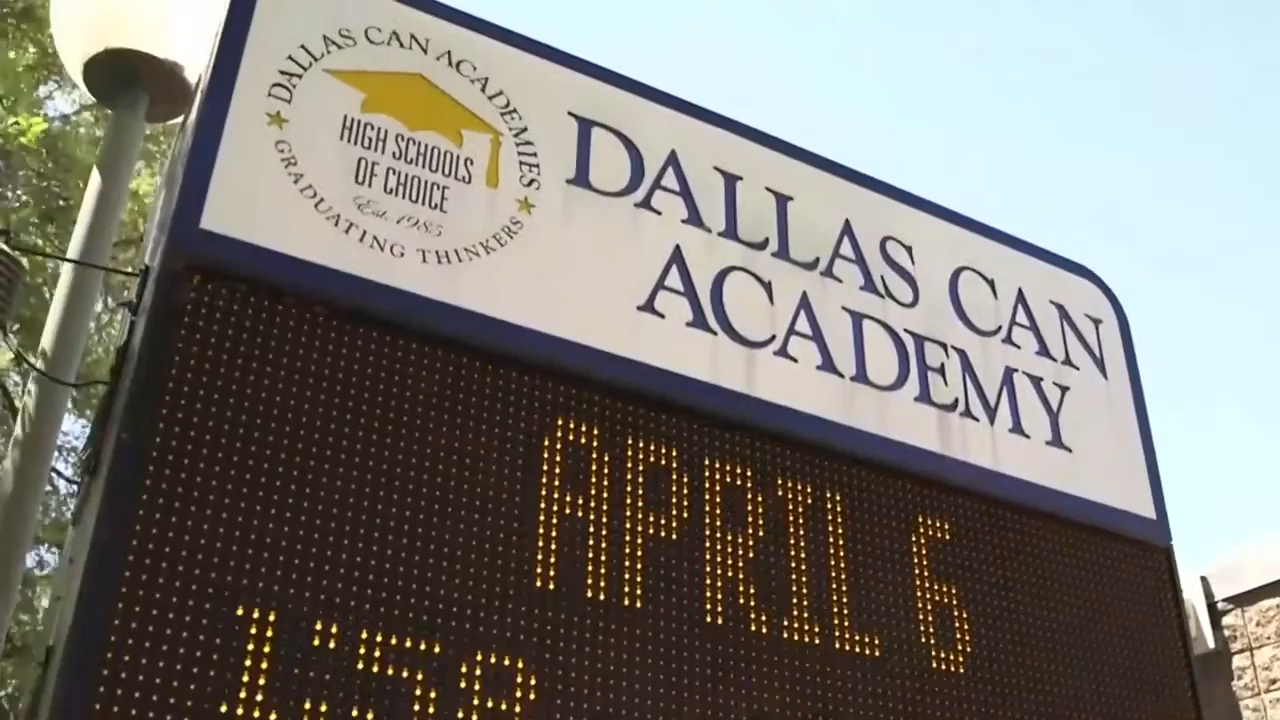 DALLAS CAN ACADEMIES
HIGH SCHOOLS
OF CHOICE
Est. 1985
GRADUATING THINKERS
DALLAS CAN
ACADEMY
APRIL 6